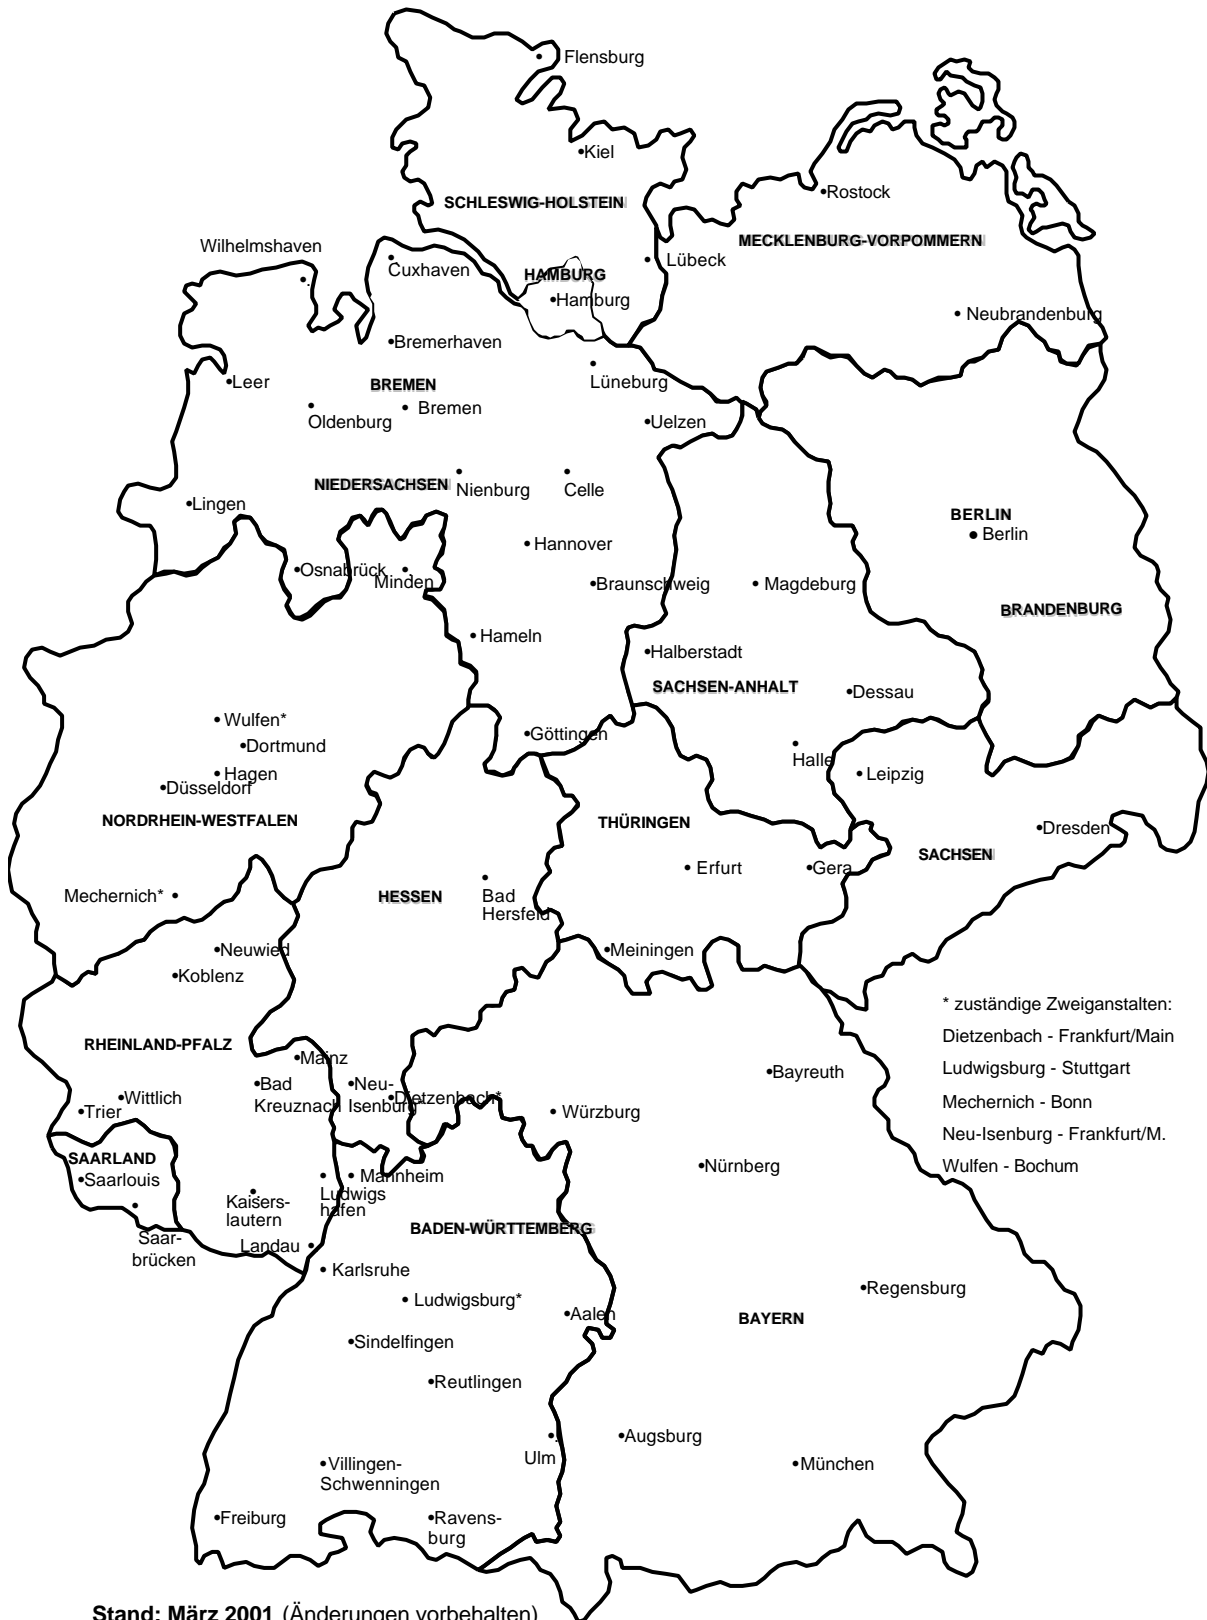 Flensburg
Kiel
SCHLESWIG-HOLSTEIN
Rostock
MECKLENBURG-VORPOMMERN
Wilhelmshaven
Cuxhaven
Lübeck
HAMBURG
Hamburg
Neubrandenburg
Bremerhaven
Leer
BREMEN
Lüneburg
Oldenburg
Bremen
Uelzen
NIEDERSACHSEN
Nienburg
Celle
Lingen
BERLIN
Berlin
Hannover
Osnabrück
Minden
Braunschweig
Magdeburg
BRANDENBURG
Hameln
Halberstadt
SACHSEN-ANHALT
Dessau
Wulfen*
Göttingen
Dortmund
Halle
Hagen
Leipzig
Düsseldorf
NORDRHEIN-WESTFALEN
THÜRINGEN
Dresden
SACHSEN
Erfurt
Gera
Mechernich*
HESSEN
Bad
Hersfeld
Neuwied
Meiningen
Koblenz
* zuständige Zweiganstalten:
Dietzenbach - Frankfurt/Main
Ludwigsburg - Stuttgart
Mechernich - Bonn
Neu-Isenburg - Frankfurt/M.
Wulfen - Bochum
RHEINLAND-PFALZ
Mainz
Bayreuth
Bad
Kreuznach
Neu-
Isenburg*
Dietzenbach*
Wittlich
Trier
Würzburg
SAARLAND
Saarlouis
Nürnberg
Mannheim
Ludwigs
hafen
Kaisers-
lautern
BADEN-WÜRTTEMBERG
Saar-
brücken
Landau
Karlsruhe
Regensburg
Ludwigsburg*
Aalen
BAYERN
Sindelfingen
Reutlingen
Augsburg
Ulm
Villingen-
Schwenningen
München
Freiburg
Ravens-
burg
Stand: März 2001 (Änderungen vorbehalten)